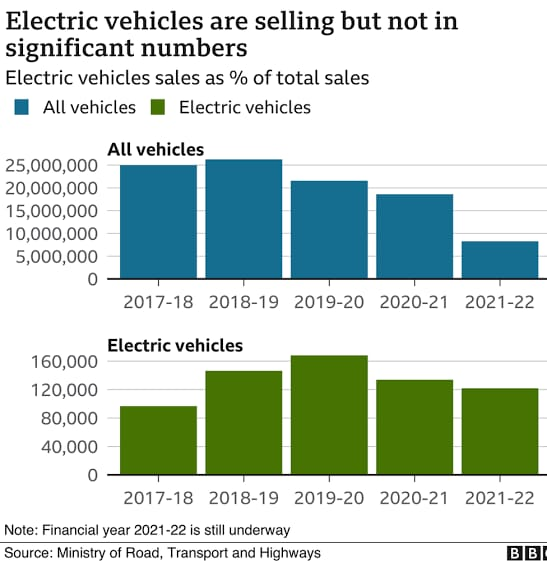 Electric vehicles are selling but not in
significant numbers
Electric vehicles sales as % of total sales
All vehicles Electric vehicles
All vehicles
25,000,000
20,000,000
15,000,000
10,000,000
5,000,000
0
2017-18 2018-19 2019-20 2020-21 2021-22
Electric vehicles
160,000
120,000
80,000
40,000
0
2017-18 2018-19 2019-20 2020-21 2021-22
Note: Financial year 2021-22 is still underway
Source: Ministry of Road, Transport and Highways BBC